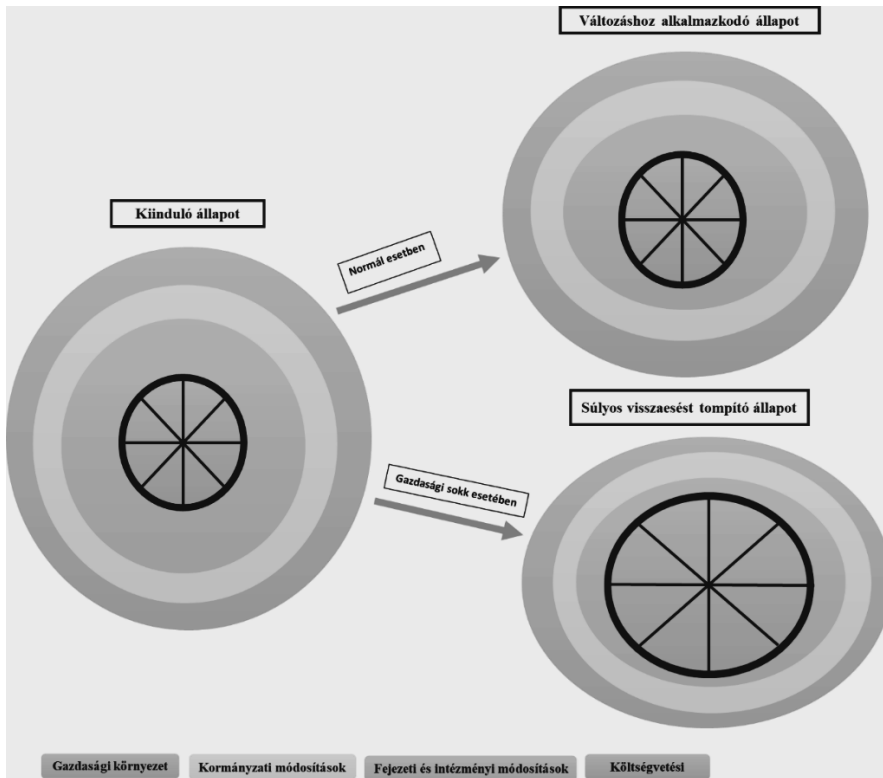 Változáshoz alkalmazkodó állapot
Kiinduló állapot
Normál esetben
Súlyos visszaesést tompító állapot
Gazdasági sokk esetében
Gazdasági környezet
Kormányzati módosítások
Fejezeti és intézményi módosítások
Költségvetési